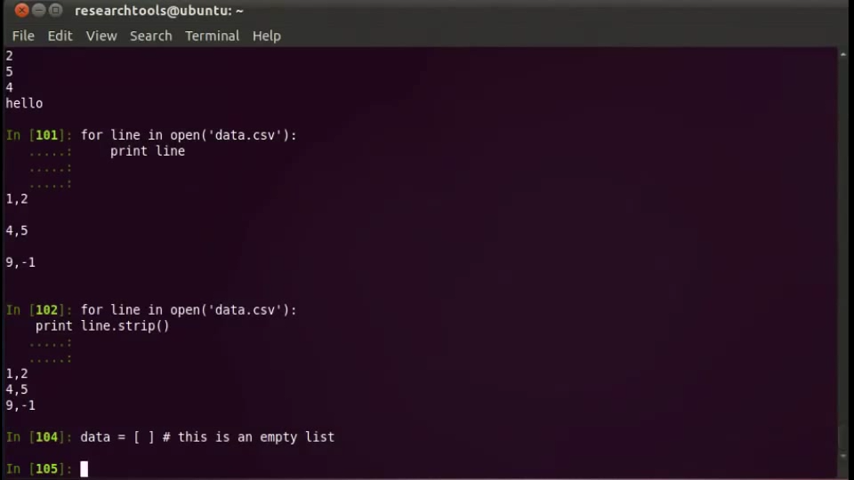 researchtools@ubuntu: ~
File Edit View Search Terminal Help
2
5
4
hello
In [101]: for line in open('data.csv'):
.....:     print line
.....:
.....:
1,2
4,5
9,-1
In [102]: for line in open('data.csv'):
    print line.strip()
.....:
.....:
1,2
4,5
9,-1
In [104]: data = [ ] # this is an empty list
In [105]: